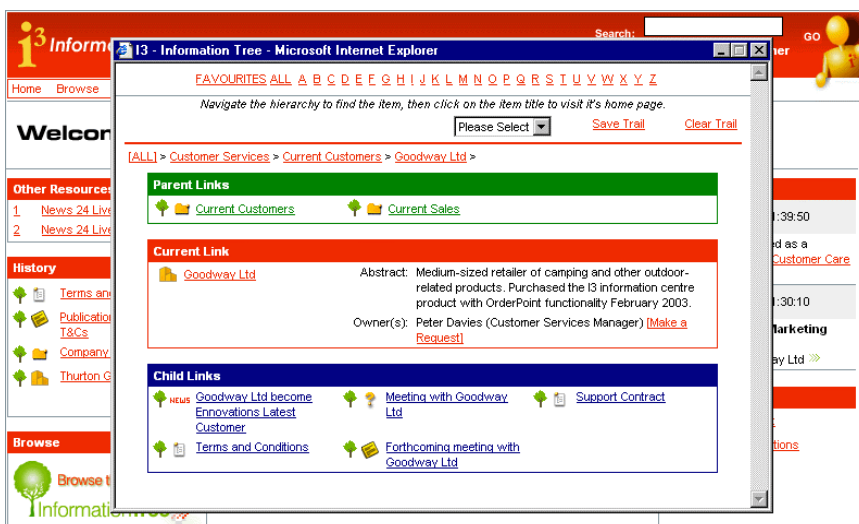 Search:
GO
i3 Inform
ner
I3 - Information Tree - Microsoft Internet Explorer
Home Browse
FAVOURITES ALL A B C D E F G H I J K L M N O P Q R S T U V W X Y Z
Navigate the hierarchy to find the item, then click on the item title to visit it's home page.
Please Select Save Trail Clear Trail
Welcon
[ALL] > Customer Services > Current Customers > Goodway Ltd >
Other Resources
1 News 24 Live
2 News 24 Live
Parent Links
Current Customers Current Sales
1:39:50
ed as a
Customer Care
History
Terms and
Publication
T&Cs
Company
Thurton G
Current Link
Goodway Ltd
Abstract: Medium-sized retailer of camping and other outdoor-
related products. Purchased the I3 information centre
product with OrderPoint functionality February 2003.
Owner(s): Peter Davies (Customer Services Manager) [Make a
Request]
1:30:10
Marketing
ay Ltd
Child Links
NEWS Goodway Ltd become
Ennovations Latest
Customer
Meeting with Goodway
Ltd
Support Contract
Terms and Conditions
Forthcoming meeting with
Goodway Ltd
tions
Browse
Browse t
InformationTree